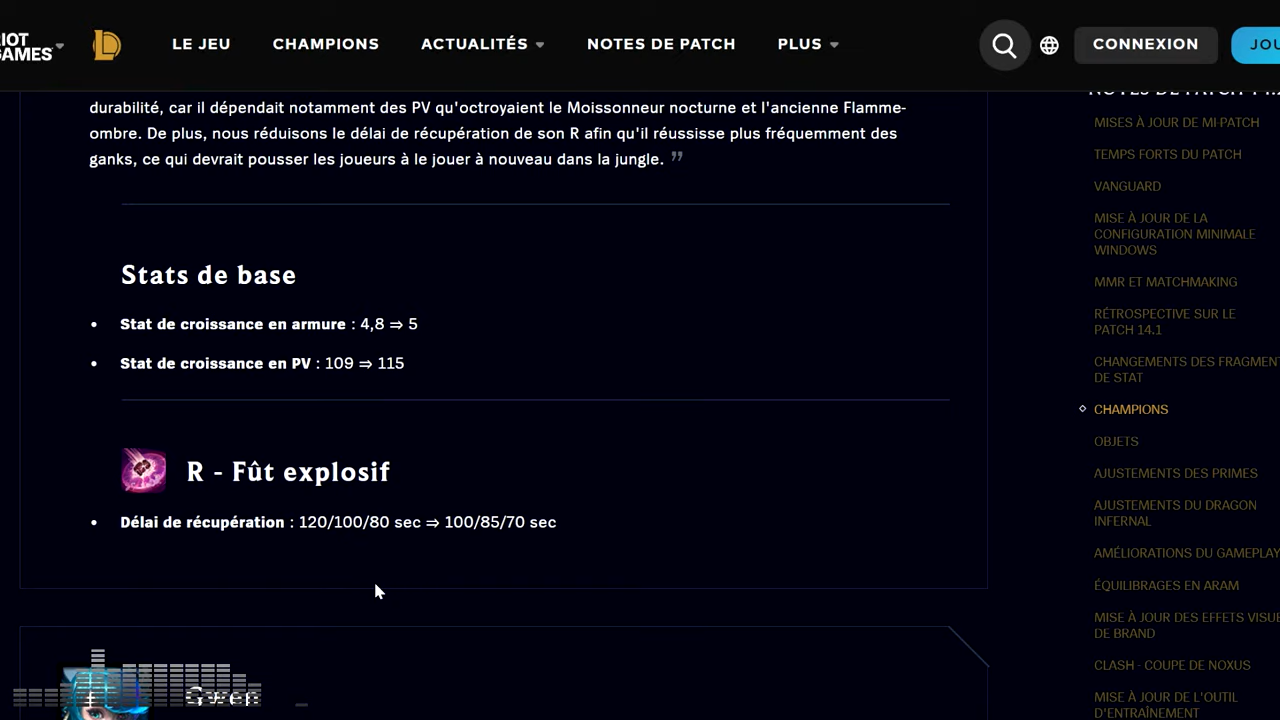 RIOT
GAMES
LE JEU
CHAMPIONS
ACTUALITÉS
NOTES DE PATCH
PLUS
CONNEXION
JOU
durabilité, car il dépendait notamment des PV qu'octroyaient le Moissonneur nocturne et l'ancienne Flamme-
ombre. De plus, nous réduisons le délai de récupération de son R afin qu'il réussisse plus fréquemment des
ganks, ce qui devrait pousser les joueurs à le jouer à nouveau dans la jungle. ”
Stats de base
• Stat de croissance en armure : 4,8 ⇒ 5
• Stat de croissance en PV : 109 ⇒ 115
R - Fût explosif
• Délai de récupération : 120/100/80 sec ⇒ 100/85/70 sec
Gwen
NOTES DE PATCH
MISES À JOUR DE MI-PATCH
TEMPS FORTS DU PATCH
VANGUARD
MISE À JOUR DE LA
CONFIGURATION MINIMALE
WINDOWS
MMR ET MATCHMAKING
RÉTROSPECTIVE SUR LE
PATCH 14.1
CHANGEMENTS DES FRAGMENT
DE STAT
CHAMPIONS
OBJETS
AJUSTEMENTS DES PRIMES
AJUSTEMENTS DU DRAGON
INFERNAL
AMÉLIORATIONS DU GAMEPLAY
ÉQUILIBRAGES EN ARAM
MISE À JOUR DES EFFETS VISUE
DE BRAND
CLASH - COUPE DE NOXUS
MISE À JOUR DE L'OUTIL
D'ENTRAÎNEMENT